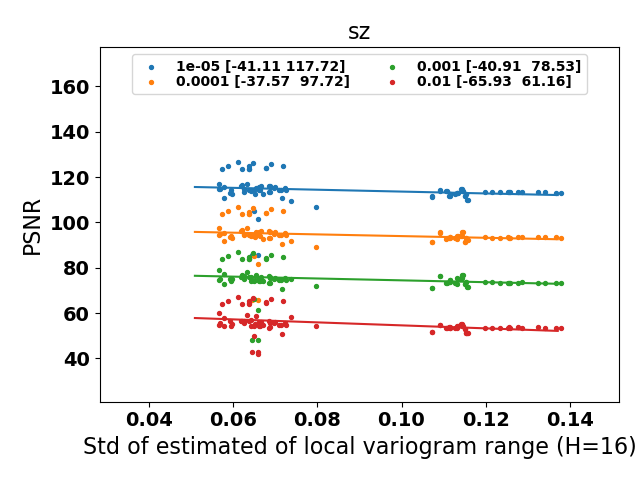 sz
1e-05 [-41.11 117.72]
0.0001 [-37.57  97.72]
0.001 [-40.91  78.53]
0.01 [-65.93  61.16]
PSNR
160
140
120
100
80
60
40
0.04 0.06 0.08 0.10 0.12 0.14
Std of estimated of local variogram range (H=16)